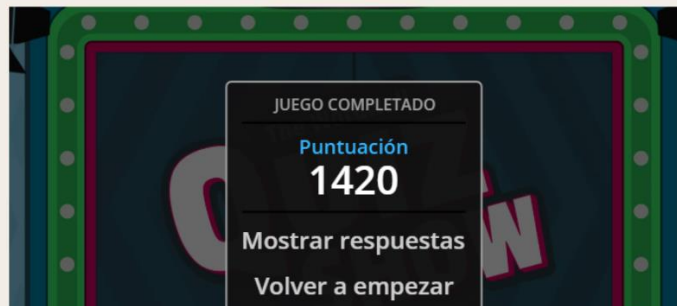 JUEGO COMPLETADO
Puntuación
1420
Mostrar respuestas
Volver a empezar